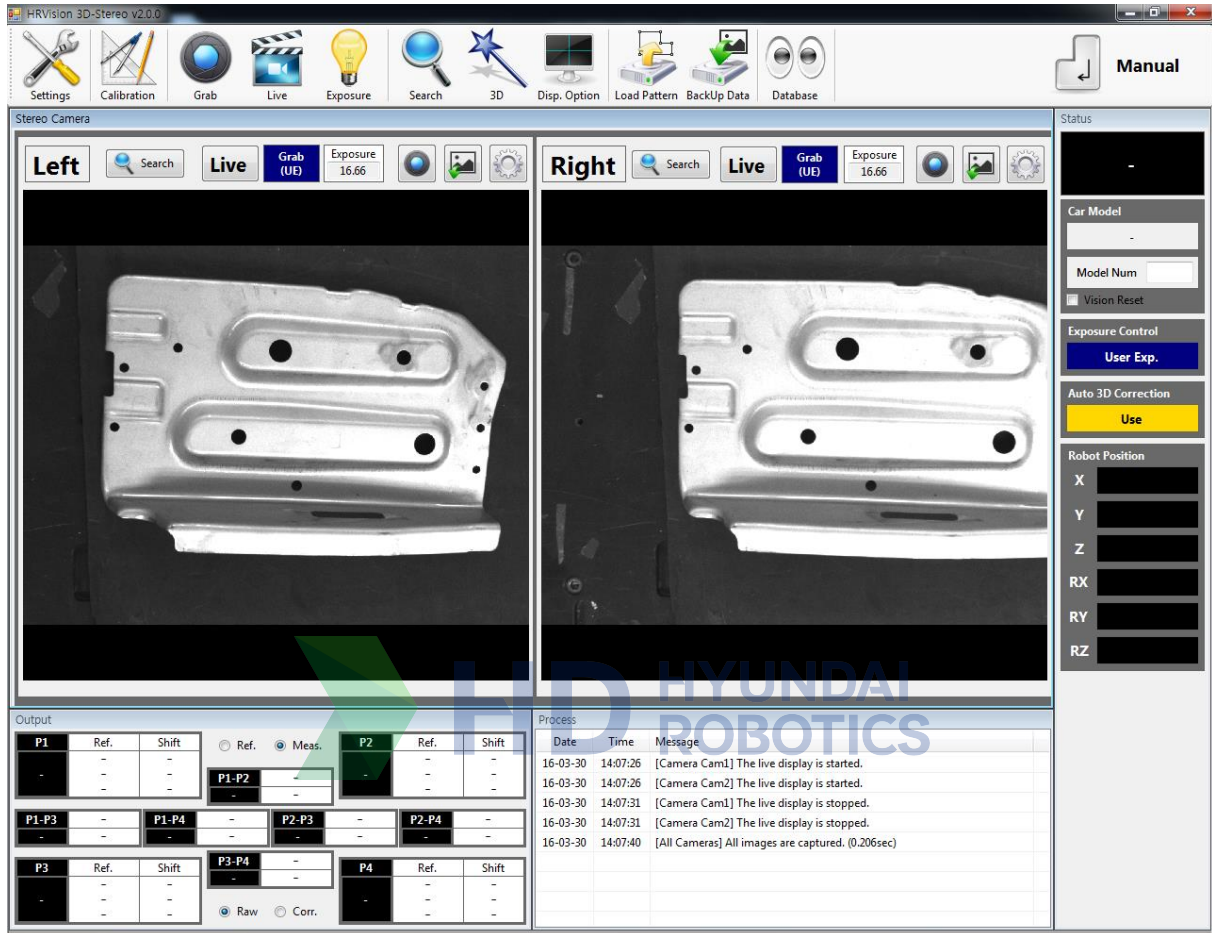 HRVision 3D-Stereo v2.0.0
Settings Calibration Grab Live Exposure Search 3D Disp. Option Load Pattern BackUp Data Database Manual
Stereo Camera
Left Search Live Grab (UE) Exposure 16.66
Right Search Live Grab (UE) Exposure 16.66
Status
-
Car Model
-
Model Num
Vision Reset
Exposure Control
User Exp.
Auto 3D Correction
Use
Robot Position
X
Y
Z
RX
RY
RZ
HD HYUNDAI
ROBOTICS
Output
P1 Ref. Shift
- - -
- -
- -
Ref. Meas.
P1-P2 -
- -
P2 Ref. Shift
- - -
- -
- -
P1-P3 - P1-P4 - P2-P3 - P2-P4 -
- - - - - - - -
P3 Ref. Shift
- - -
- -
- -
P3-P4 -
- -
Raw Corr.
P4 Ref. Shift
- - -
- -
- -
Process
Date Time Message
16-03-30 14:07:26 [Camera Cam1] The live display is started.
16-03-30 14:07:26 [Camera Cam2] The live display is started.
16-03-30 14:07:31 [Camera Cam1] The live display is stopped.
16-03-30 14:07:31 [Camera Cam2] The live display is stopped.
16-03-30 14:07:40 [All Cameras] All images are captured. (0.206sec)